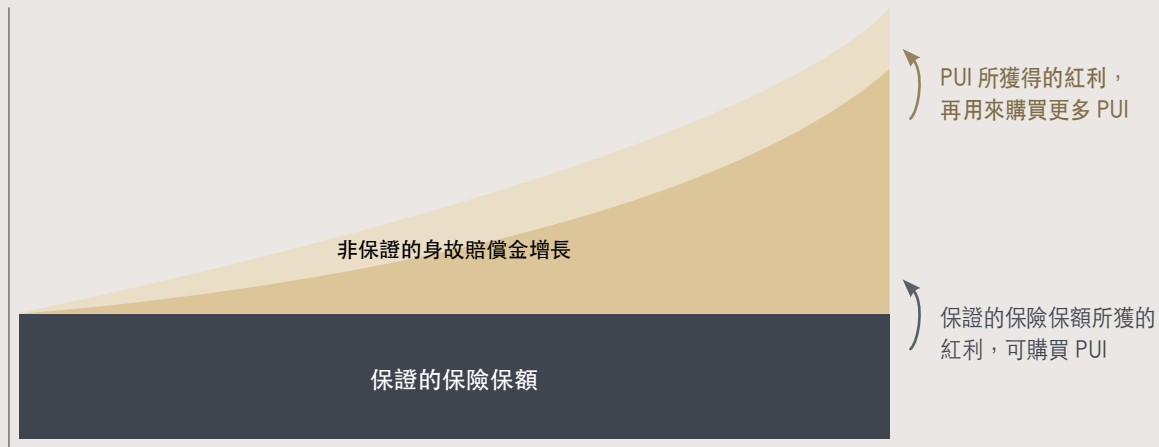 PUI 所獲得的紅利，
再用來購買更多 PUI
非保證的身故賠償金增長
保證的保險保額所獲的
紅利，可購買 PUI
保證的保險保額